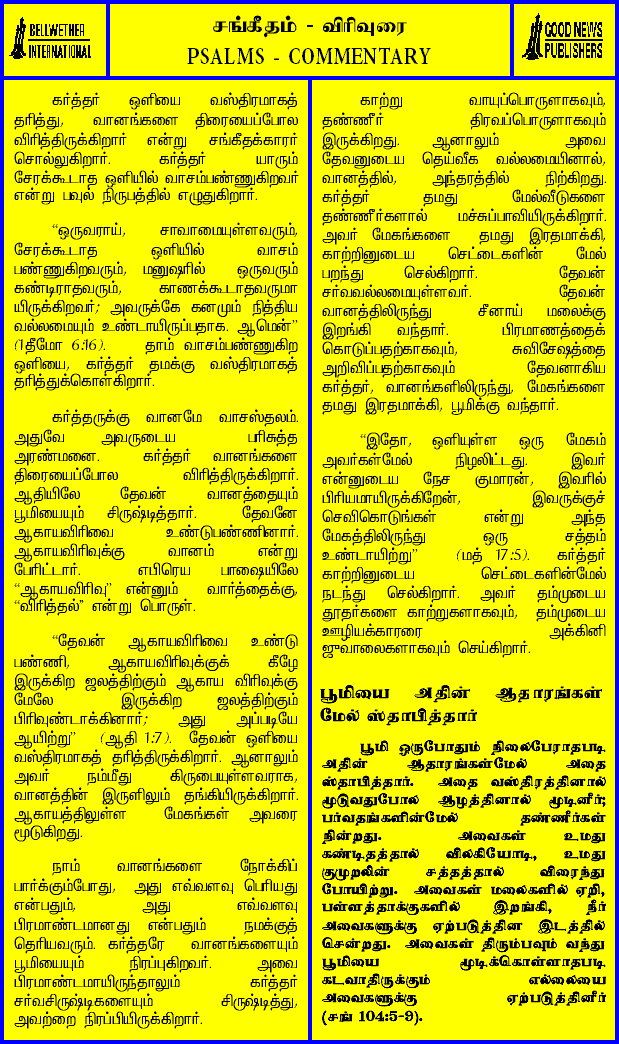 BELLWETHER
INTERNATIONAL
சங்கீதம் - விரிவுரை
PSALMS - COMMENTARY
GOOD NEWS
PUBLISHERS
கர்த்தர் ஒளியை வஸ்திரமாகத்
தரித்து, வானங்களை திரையைப்போல
விரித்திருக்கிறார் என்று சங்கீதக்காரர்
சொல்லுகிறார். கர்த்தர் யாரும்
சேரக்கூடாத ஒளியில் வாசம்பண்ணுகிறவர்
என்று பவுல் நிருபத்தில் எழுதுகிறார்.
“ஒருவராய், சாவாமையுள்ளவரும்,
சேரக்கூடாத ஒளியில் வாசம்
பண்ணுகிறவரும், மனுஷரில் ஒருவரும்
கண்டிராதவரும், காணக்கூடாதவருமா
யிருக்கிறவர்; அவருக்கே கனமும் நித்திய
வல்லமையும் உண்டாயிருப்பதாக. ஆமென்”
(1தீமோ 6:16). தாம் வாசம்பண்ணுகிற
ஒளியை, கர்த்தர் தமக்கு வஸ்திரமாகத்
தரித்துக்கொள்கிறார்.
கர்த்தருக்கு வானமே வாசஸ்தலம்.
அதுவே அவருடைய பரிசுத்த
அரண்மனை. கர்த்தர் வானங்களை
திரையைப்போல விரித்திருக்கிறார்.
ஆதியிலே தேவன் வானத்தையும்
பூமியையும் சிருஷ்டித்தார். தேவனே
ஆகாயவிரிவை உண்டுபண்ணினார்.
ஆகாயவிரிவுக்கு வானம் என்று
பேரிட்டார். எபிரெய பாஷையிலே
“ஆகாயவிரிவு” என்னும் வார்த்தைக்கு,
“விரித்தல்” என்று பொருள்.
“தேவன் ஆகாயவிரிவை உண்டு
பண்ணி, ஆகாயவிரிவுக்குக் கீழே
இருக்கிற ஜலத்திற்கும் ஆகாய விரிவுக்கு
மேலே இருக்கிற ஜலத்திற்கும்
பிரிவுண்டாக்கினார்; அது அப்படியே
ஆயிற்று” (ஆதி 1:7). தேவன் ஒளியை
வஸ்திரமாகத் தரித்திருக்கிறார். ஆனாலும்
அவர் நம்மீது கிருபையுள்ளவராக,
வானத்தின் இருளிலும் தங்கியிருக்கிறார்.
ஆகாயத்திலுள்ள மேகங்கள் அவரை
மூடுகிறது.
நாம் வானங்களை நோக்கிப்
பார்க்கும்போது, அது எவ்வளவு பெரியது
என்பதும், அது எவ்வளவு
பிரமாண்டமானது என்பதும் நமக்குத்
தெரியவரும். கர்த்தரே வானங்களையும்
பூமியையும் நிரப்புகிறவர். அவை
பிரமாண்டமாயிருந்தாலும் கர்த்தர்
சர்வசிருஷ்டிகளையும் சிருஷ்டித்து,
அவற்றை நிரப்பியிருக்கிறார்.
காற்று வாயுப்பொருளாகவும்,
தண்ணீர் திரவப்பொருளாகவும்
இருக்கிறது. ஆனாலும் அவை
தேவனுடைய தெய்வீக வல்லமையினால்,
வானத்தில், அந்தரத்தில் நிற்கிறது.
கர்த்தர் தமது மேல்வீடுகளை
தண்ணீர்களால் மச்சுப்பாவியிருக்கிறார்.
அவர் மேகங்களை தமது இரதமாக்கி,
காற்றினுடைய செட்டைகளின் மேல்
பறந்து செல்கிறார். தேவன்
சர்வவல்லமையுள்ளவர். தேவன்
வானத்திலிருந்து சீனாய் மலைக்கு
இறங்கி வந்தார். பிரமாணத்தைக்
கொடுப்பதற்காகவும், சுவிசேஷத்தை
அறிவிப்பதற்காகவும் தேவனாகிய
கர்த்தர், வானங்களிலிருந்து, மேகங்களை
தமது இரதமாக்கி, பூமிக்கு வந்தார்.
“இதோ, ஒளியுள்ள ஒரு மேகம்
அவர்கள்மேல் நிழலிட்டது. இவர்
என்னுடைய நேச குமாரன், இவரில்
பிரியமாயிருக்கிறேன், இவருக்குச்
செவிகொடுங்கள் என்று அந்த
மேகத்திலிருந்து ஒரு சத்தம்
உண்டாயிற்று” (மத் 17:5). கர்த்தர்
காற்றினுடைய செட்டைகளின்மேல்
நடந்து செல்கிறார். அவர் தம்முடைய
தூதர்களை காற்றுகளாகவும், தம்முடைய
ஊழியக்காரரை அக்கினி
ஜுவாலைகளாகவும் செய்கிறார்.
பூமியை அதின் ஆதாரங்கள்
மேல் ஸ்தாபித்தார்
பூமி ஒருபோதும் நிலைபேராதபடி
அதின் ஆதாரங்கள்மேல் அதை
ஸ்தாபித்தார். அதை வஸ்திரத்தினால்
மூடுவதுபோல ஆழத்தினால் மூடினீர்;
பர்வதங்களின்மேல் தண்ணீர்கள்
நின்றது. அவைகள் உமது
கண்டிதத்தால் விலகியோடி, உமது
குமுறலின் சத்தத்தால் விரைந்து
போயிற்று. அவைகள் மலைகளில் ஏறி,
பள்ளத்தாக்குகளில் இறங்கி, நீர்
அவைகளுக்கு ஏற்படுத்தின இடத்தில்
சென்றது. அவைகள் திரும்பவும் வந்து
பூமியை மூடிக்கொள்ளாதபடி
கடவாதிருக்கும் எல்லையை
அவைகளுக்கு ஏற்படுத்தினீர்
(சங் 104:5-9).